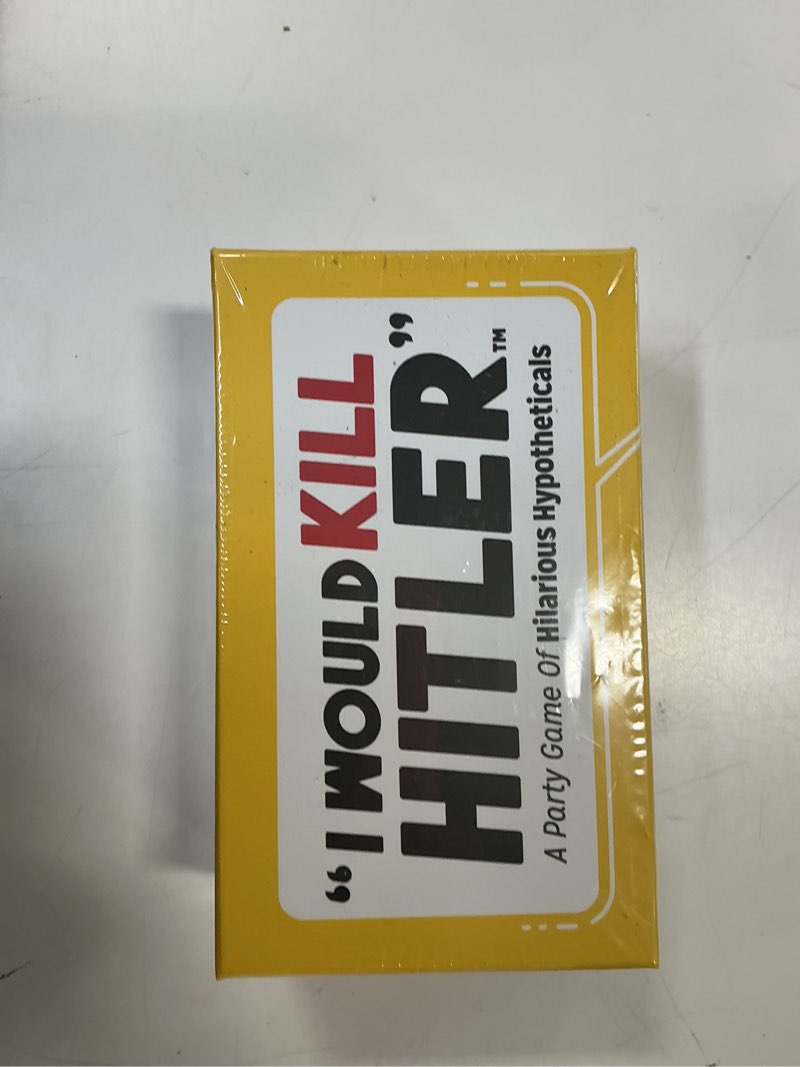 “I WOULD KILL
HITLER”™
A Party Game Of Hilarious Hypotheticals